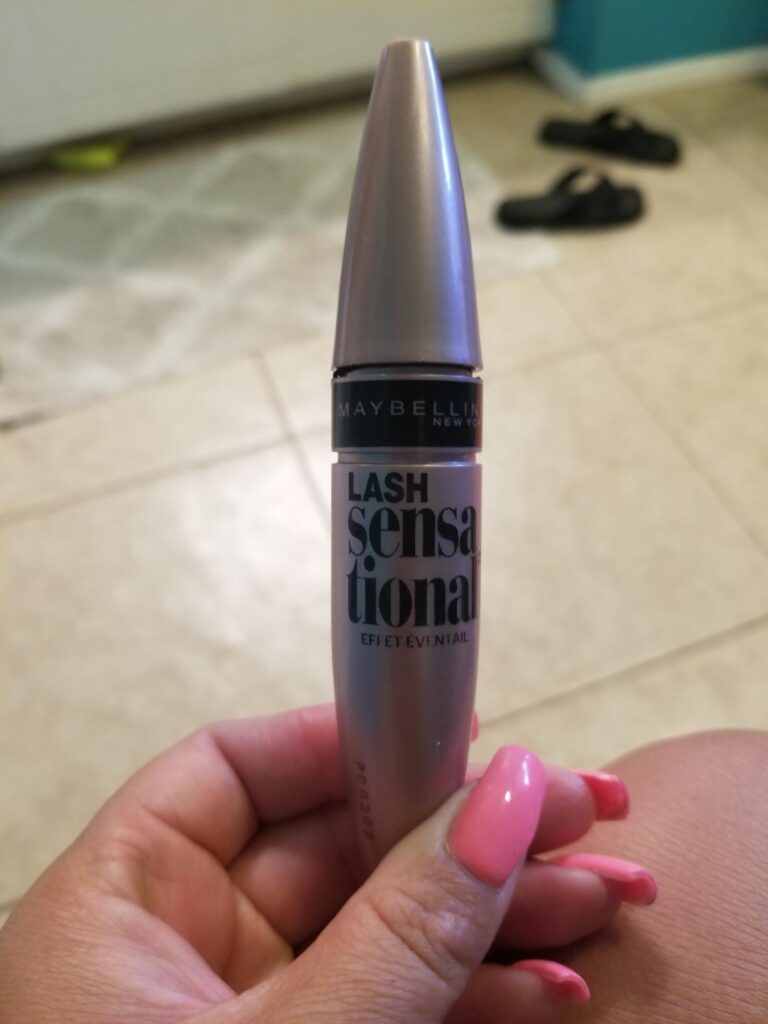 MAYBELLIN
NEW YO
LASH
sensa
tional
EFFET ÉVENTAIL